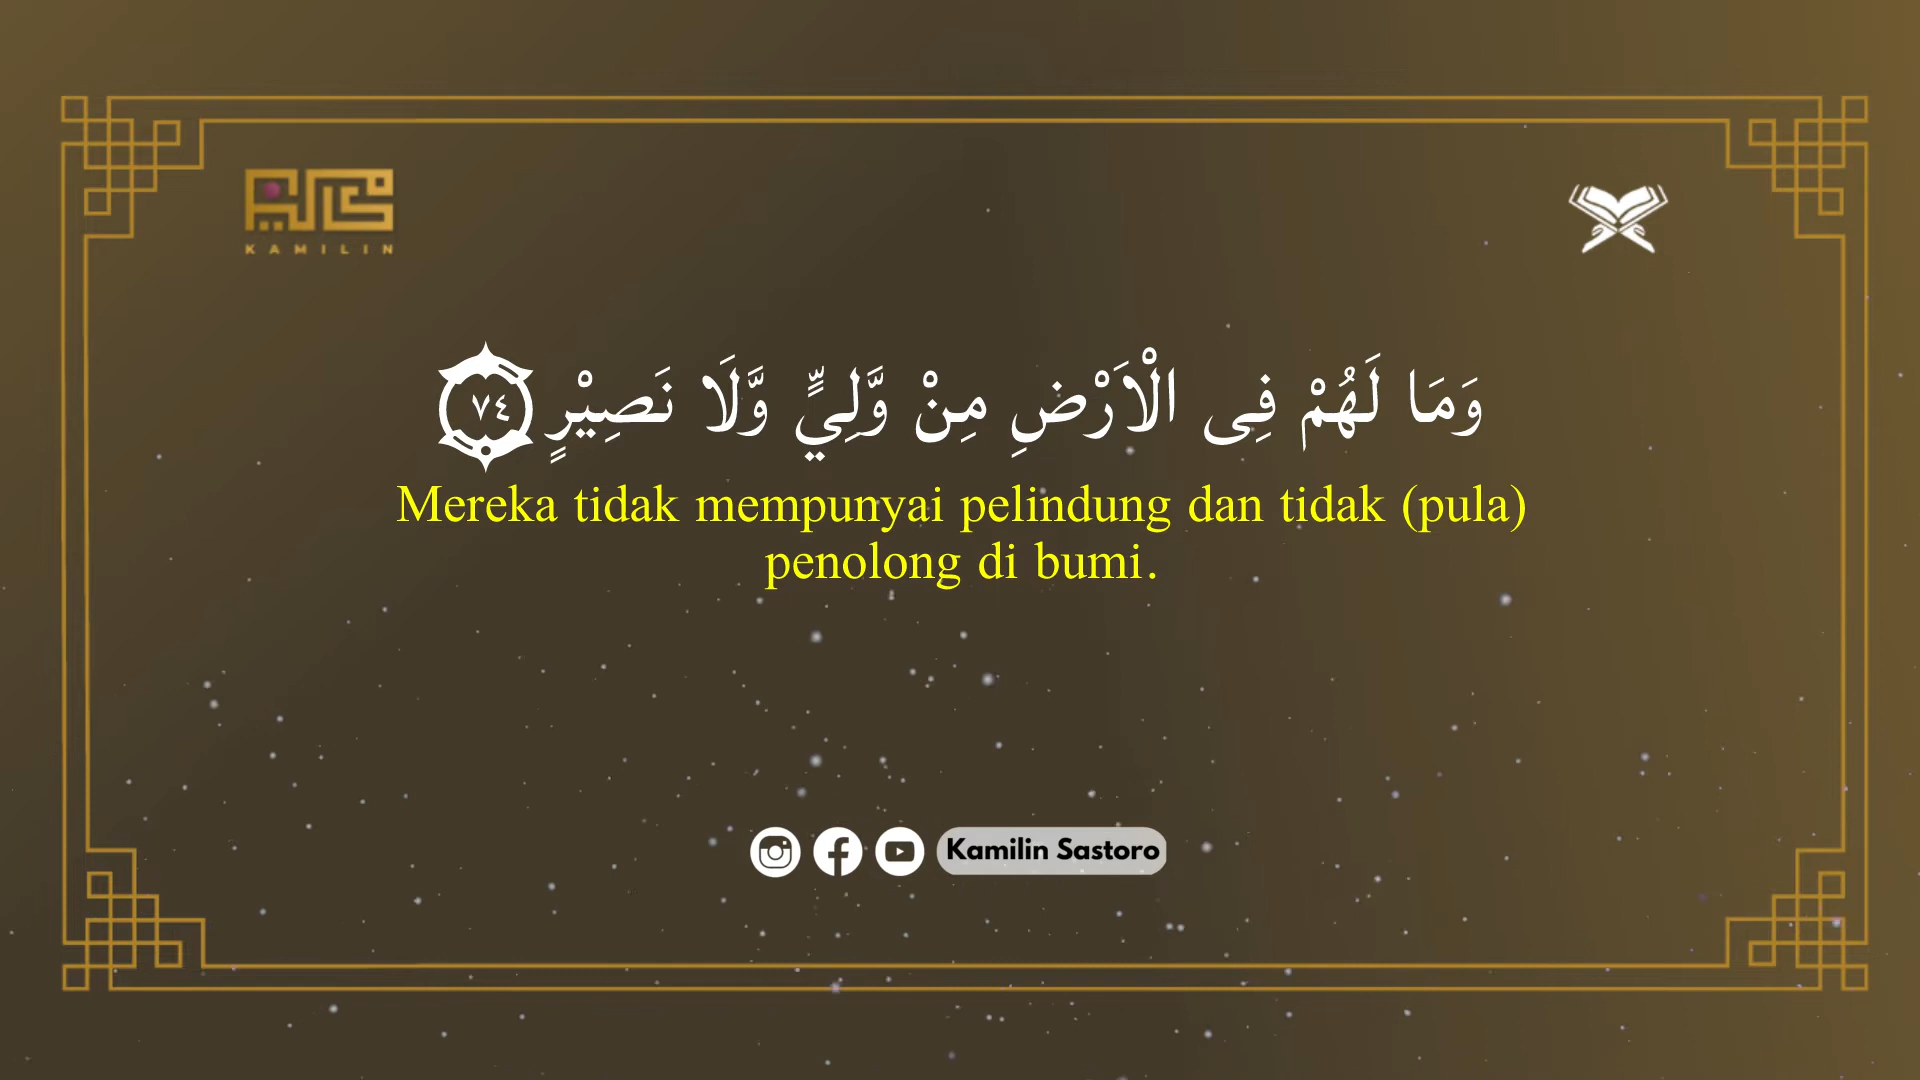 KAMILIN
وَمَا لَهُمْ فِى الْاَرْضِ مِنْ وَّلِيٍّ وَّلَا نَصِيْرٍ ٧٤
Mereka tidak mempunyai pelindung dan tidak (pula)
penolong di bumi.
Kamilin Sastoro